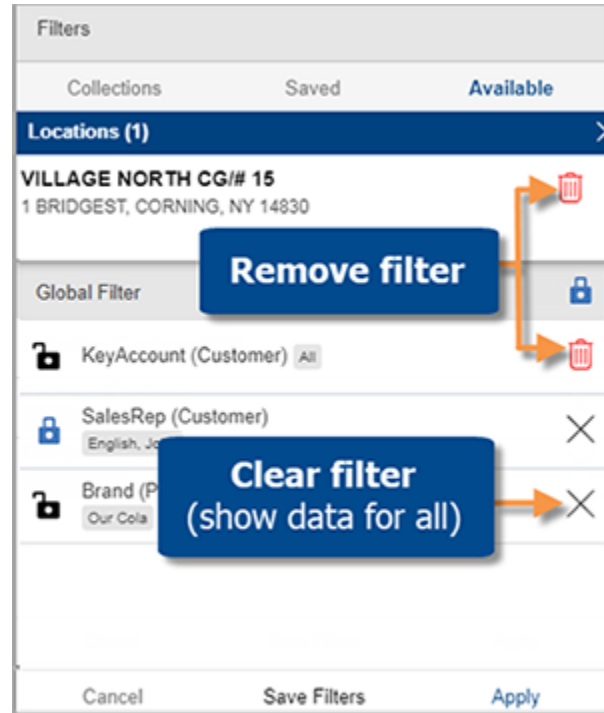 Filters
Collections Saved Available
Locations (1)
VILLAGE NORTH CG/# 15
1 BRIDGEST, CORNING, NY 14830
Remove filter
Global Filter
KeyAccount (Customer) All
SalesRep (Customer)
English,
Clear filter
(show data for all)
Brand
Our Cola
Cancel Save Filters Apply